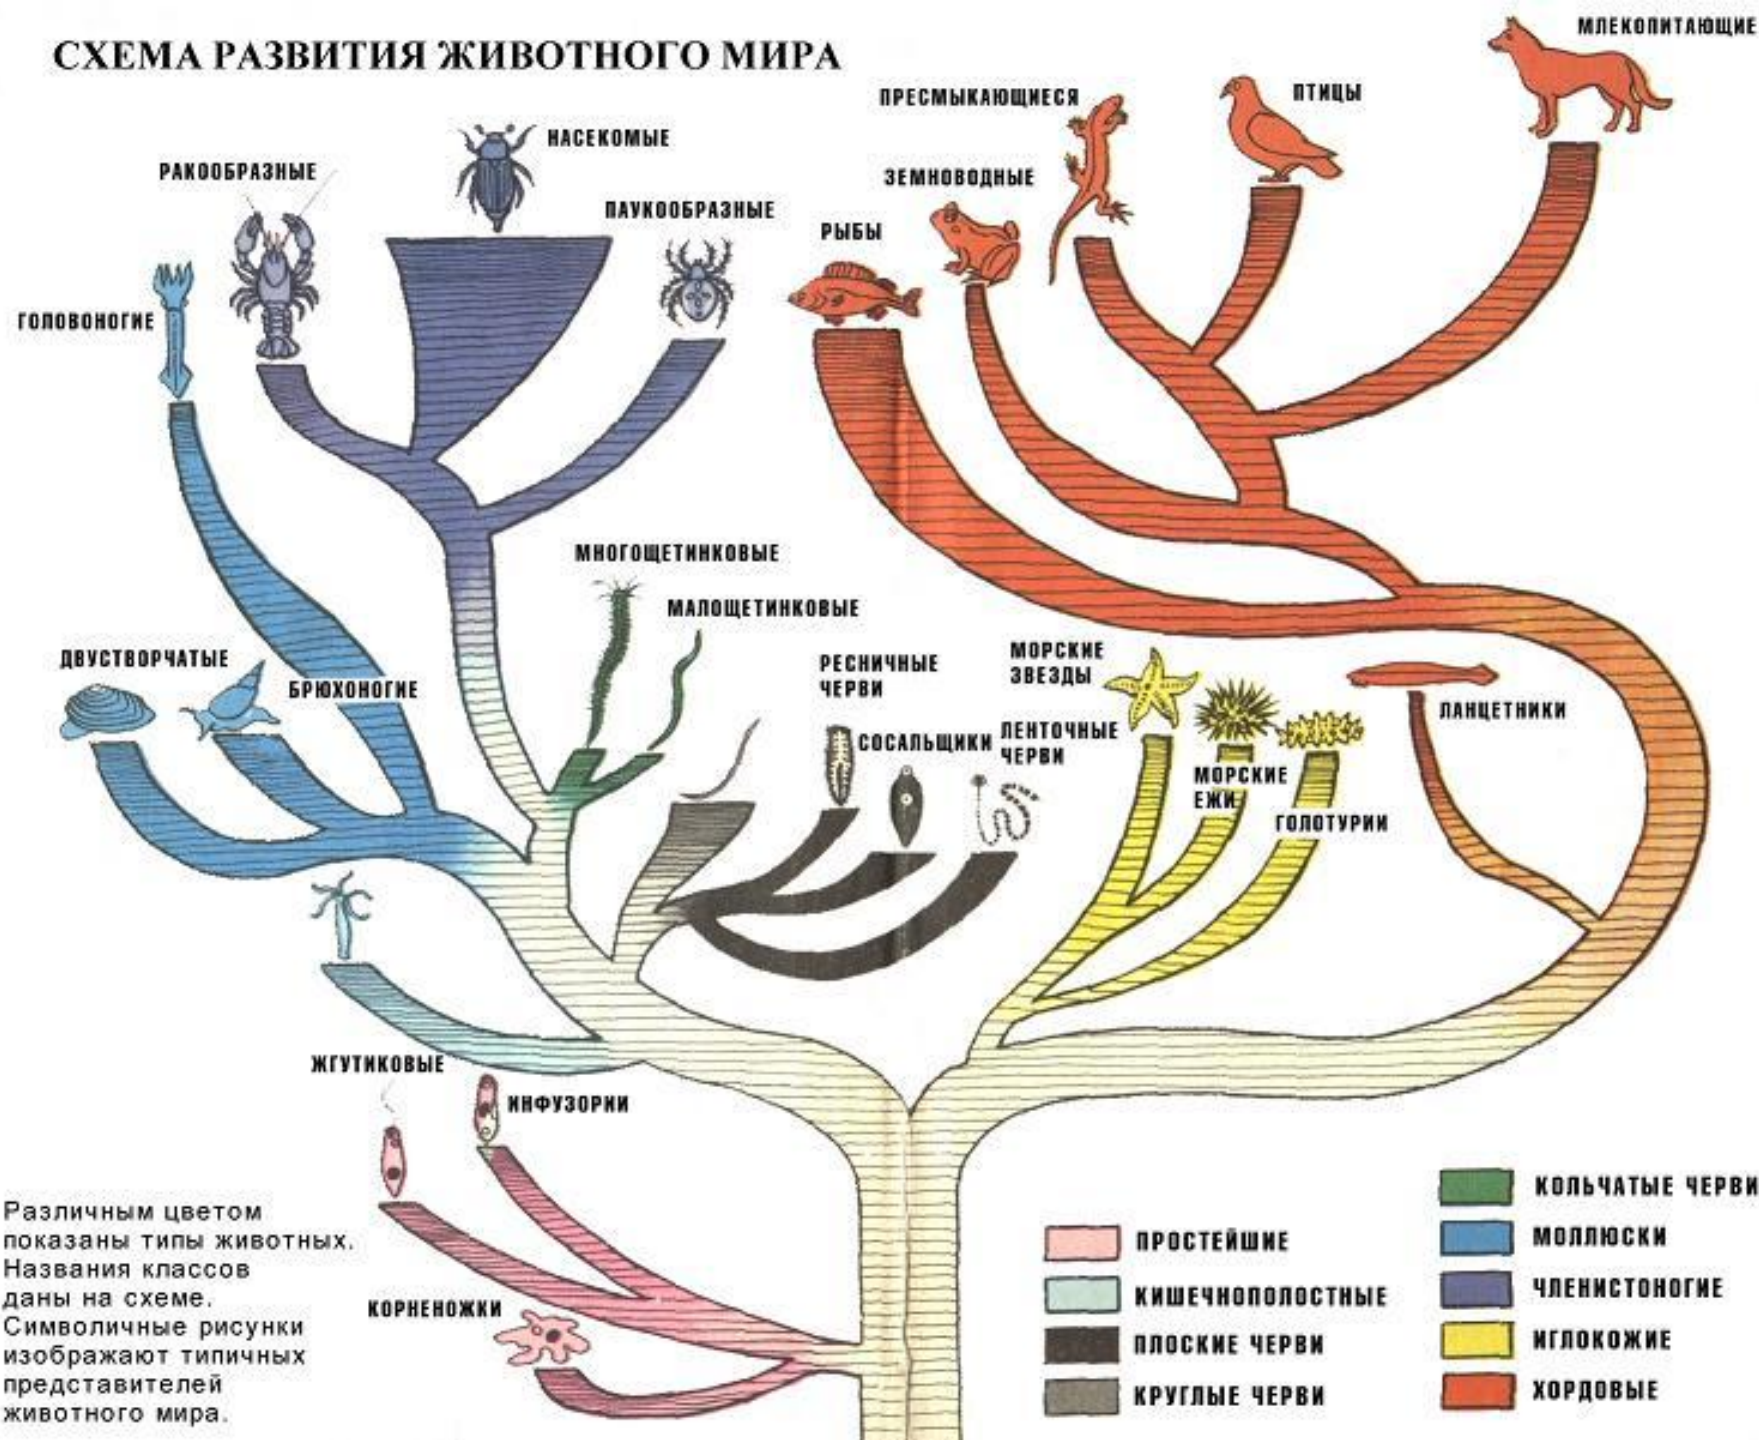 СХЕМА РАЗВИТИЯ ЖИВОТНОГО МИРА
МЛЕКОПИТАЮЩИЕ
ПТИЦЫ
ПРЕСМЫКАЮЩИЕСЯ
ЗЕМНОВОДНЫЕ
РЫБЫ
НАСЕКОМЫЕ
РАКООБРАЗНЫЕ
ПАУКООБРАЗНЫЕ
ГОЛОВОНОГИЕ
МНОГОЩЕТИНКОВЫЕ
МАЛОЩЕТИНКОВЫЕ
ДВУСТВОРЧАТЫЕ
БРЮХОНОГИЕ
РЕСНИЧНЫЕ
ЧЕРВИ
СОСАЛЬЩИКИ
ЛЕНТОЧНЫЕ
ЧЕРВИ
МОРСКИЕ
ЗВЕЗДЫ
МОРСКИЕ
ЕЖИ
ГОЛОТУРИИ
ЛАНЦЕТНИКИ
ЖГУТИКОВЫЕ
ИНФУЗОРИИ
КОРНЕНОЖКИ
Различным цветом
показаны типы животных.
Названия классов
даны на схеме.
Символичные рисунки
изображают типичных
представителей
животного мира.
ПРОСТЕЙШИЕ
КИШЕЧНОПОЛОСТНЫЕ
ПЛОСКИЕ ЧЕРВИ
КРУГЛЫЕ ЧЕРВИ
КОЛЬЧАТЫЕ ЧЕРВИ
МОЛЛЮСКИ
ЧЛЕНИСТОНОГИЕ
ИГЛОКОЖИЕ
ХОРДОВЫЕ